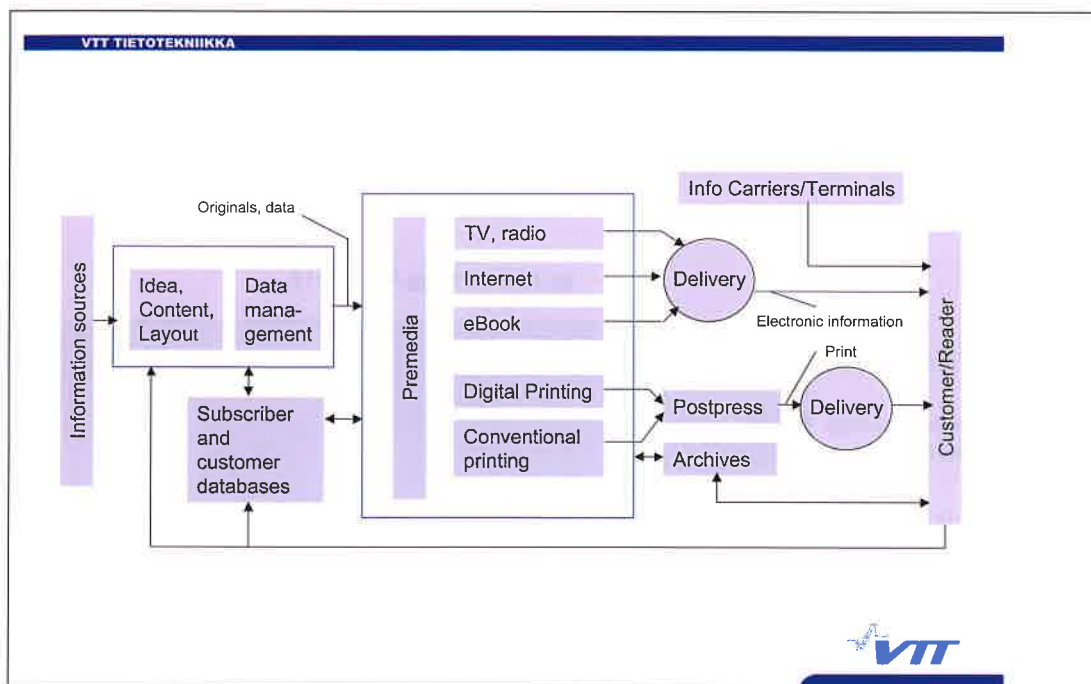 VTT TIETOTEKNIIKKA
Info Carriers/Terminals
Originals, data
TV, radio
Internet
eBook
Delivery
Idea,
Content,
Layout
Data
mana-
gement
Information sources
Premedia
Electronic information
Print
Customer/Reader
Digital Printing
Conventional
printing
Postpress
Delivery
Archives
Subscriber
and
customer
databases
VTT